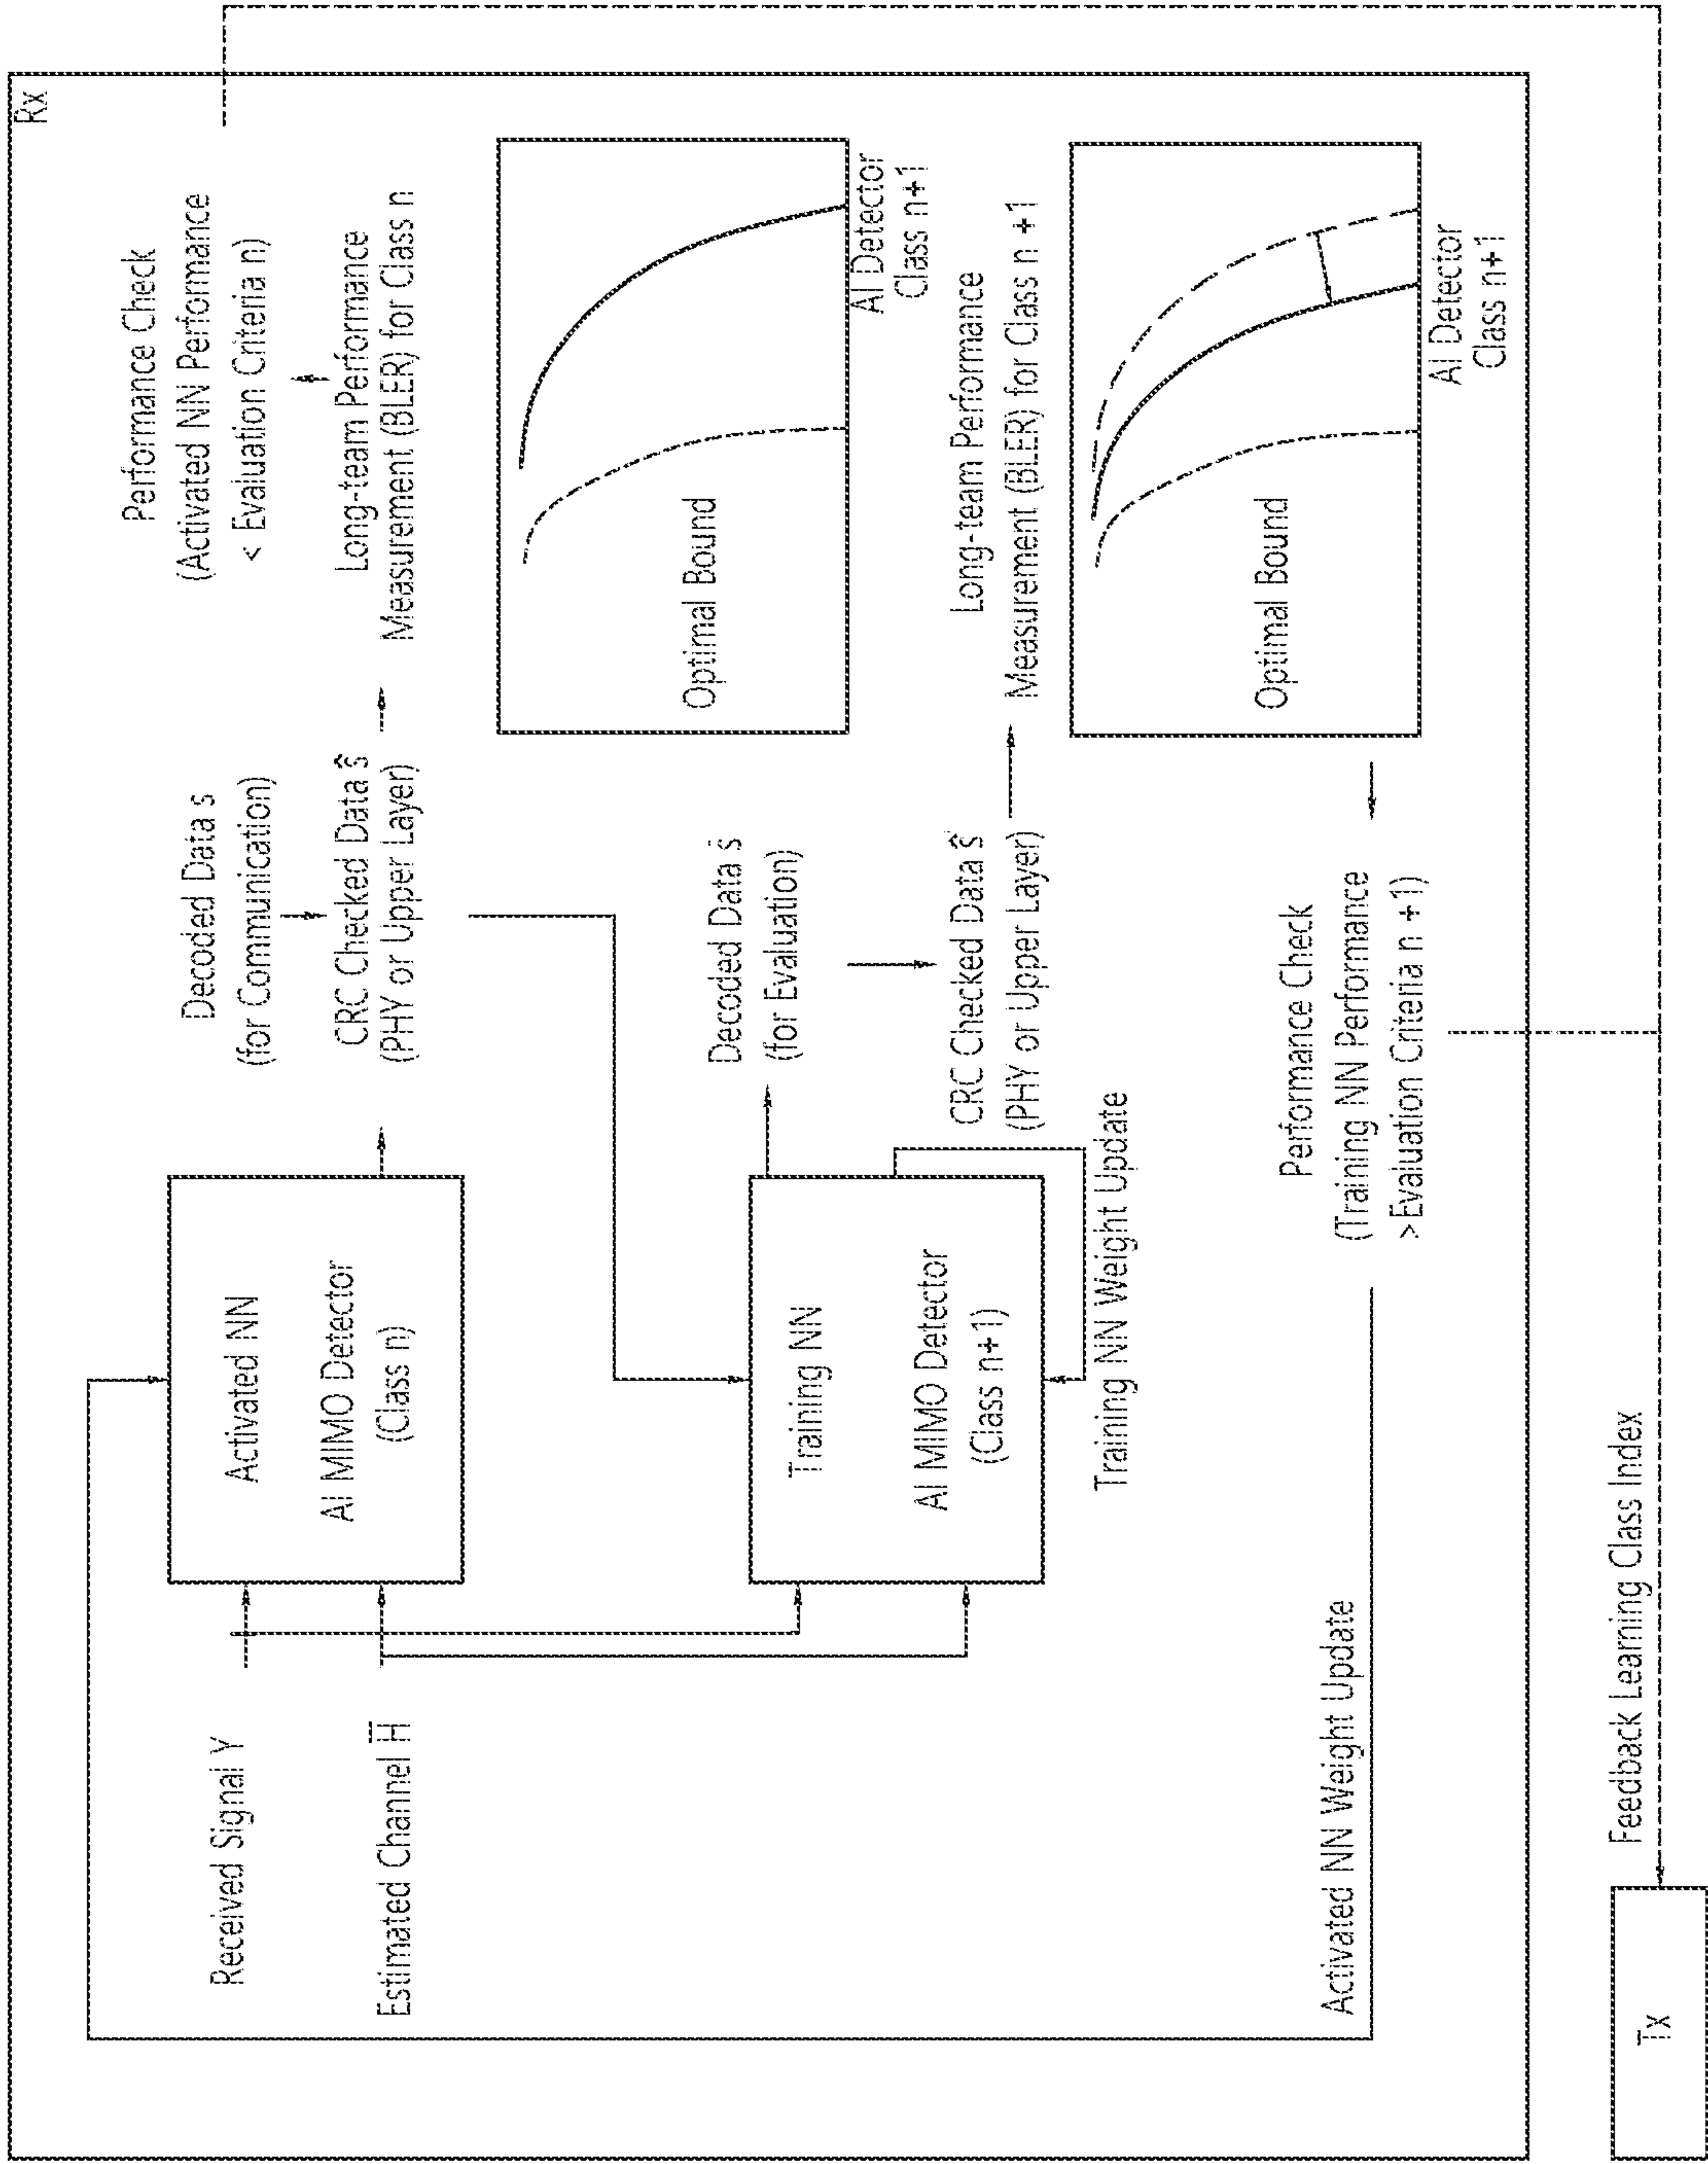 Rx
Received Signal Y
Estimated Channel H̅
Activated NN
AI MIMO Detector
(Class n)
Decoded Data s
(for Communication)
CRC Checked Data ŝ
(PHY or Upper Layer)
Performance Check
(Activated NN Performance
< Evaluation Criteria n)
Long-team Performance
Measurement (BLER) for Class n
Optimal Bound
AI Detector
Class n+1
Training NN
AI MIMO Detector
(Class n+1)
Training NN Weight Update
Decoded Data s
(for Evaluation)
CRC Checked Data ŝ
(PHY or Upper Layer)
Long-team Performance
Measurement (BLER) for Class n +1
Optimal Bound
AI Detector
Class n+1
Performance Check
(Training NN Performance
>Evaluation Criteria n +1)
Activated NN Weight Update
Feedback Learning Class Index
Tx